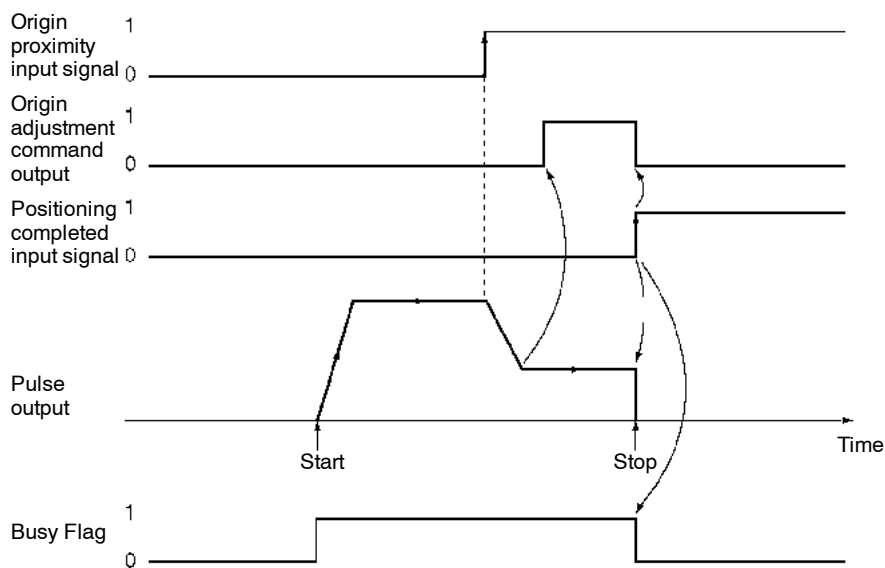 Origin
proximity
input signal
1
0
Origin
adjustment
command
output
1
0
Positioning
completed
input signal
1
0
Pulse
output
Start
Stop
Time
Busy Flag
1
0